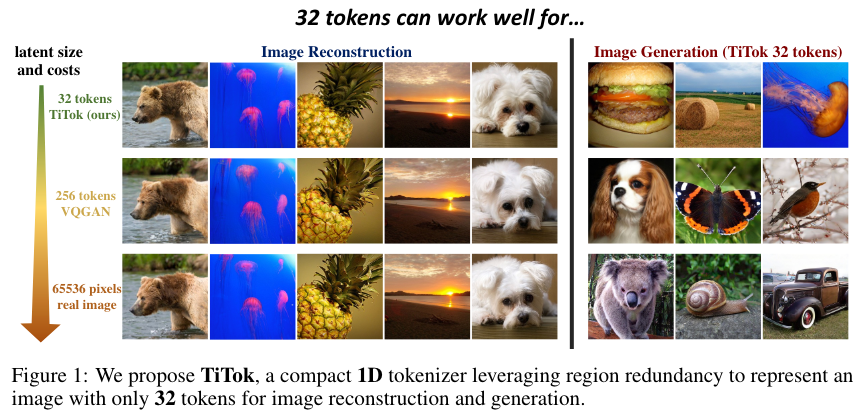 32 tokens can work well for...
latent size
and costs
Image Reconstruction
Image Generation (TiTok 32 tokens)
32 tokens
TiTok (ours)
256 tokens
VQGAN
65536 pixels
real image
Figure 1: We propose TiTok, a compact 1D tokenizer leveraging region redundancy to represent an
image with only 32 tokens for image reconstruction and generation.